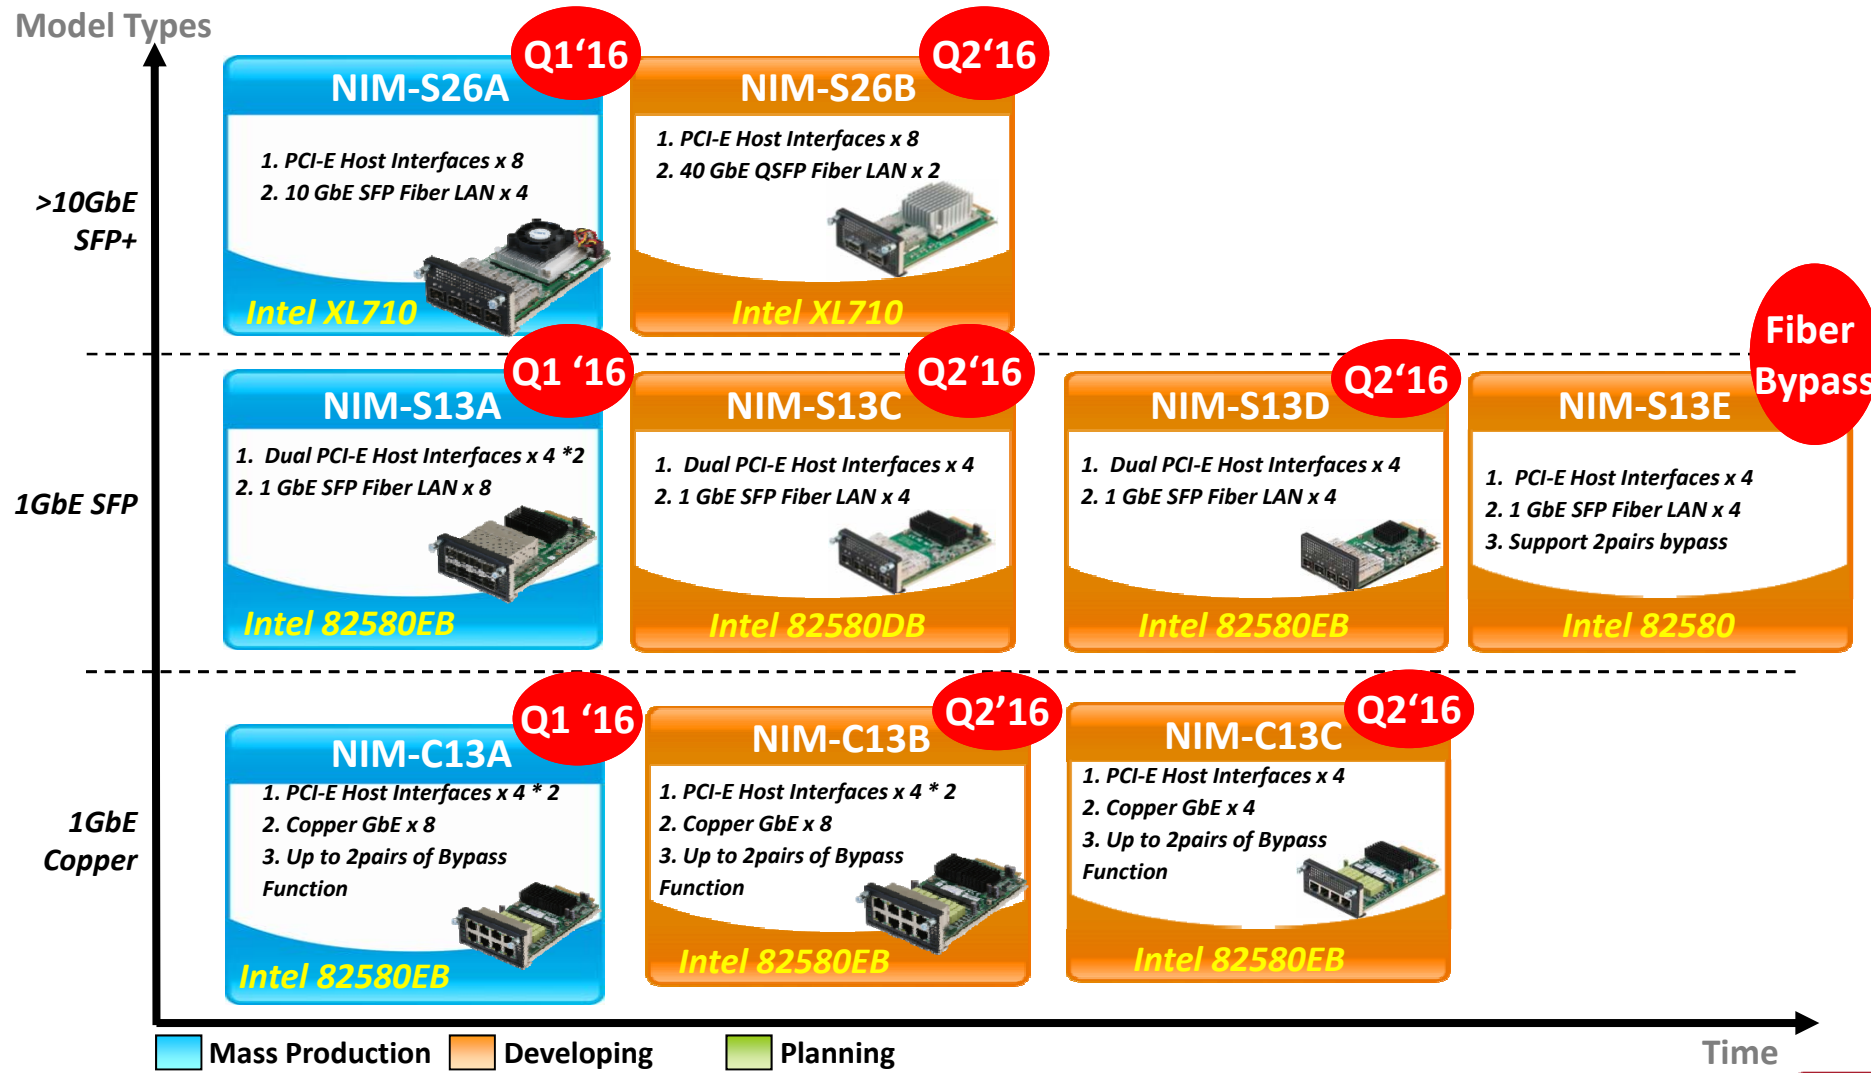 Model Types
Q1‘16
NIM-S26A
1. PCI-E Host Interfaces x 8
2. 10 GbE SFP Fiber LAN x 4
Intel XL710
Q2‘16
NIM-S26B
1. PCI-E Host Interfaces x 8
2. 40 GbE QSFP Fiber LAN x 2
Intel XL710
>10GbE
SFP+
Q1 ‘16
NIM-S13A
1. Dual PCI-E Host Interfaces x 4 *2
2. 1 GbE SFP Fiber LAN x 8
Intel 82580EB
Q2‘16
NIM-S13C
1. Dual PCI-E Host Interfaces x 4
2. 1 GbE SFP Fiber LAN x 4
Intel 82580DB
Q2‘16
NIM-S13D
1. Dual PCI-E Host Interfaces x 4
2. 1 GbE SFP Fiber LAN x 4
Intel 82580EB
Fiber
Bypass
NIM-S13E
1. PCI-E Host Interfaces x 4
2. 1 GbE SFP Fiber LAN x 4
3. Support 2pairs bypass
Intel 82580
1GbE SFP
Q1 ‘16
NIM-C13A
1. PCI-E Host Interfaces x 4 * 2
2. Copper GbE x 8
3. Up to 2pairs of Bypass
Function
Intel 82580EB
Q2’16
NIM-C13B
1. PCI-E Host Interfaces x 4 * 2
2. Copper GbE x 8
3. Up to 2pairs of Bypass
Function
Intel 82580EB
Q2‘16
NIM-C13C
1. PCI-E Host Interfaces x 4
2. Copper GbE x 4
3. Up to 2pairs of Bypass
Function
Intel 82580EB
1GbE
Copper
Mass Production
Developing
Planning
Time